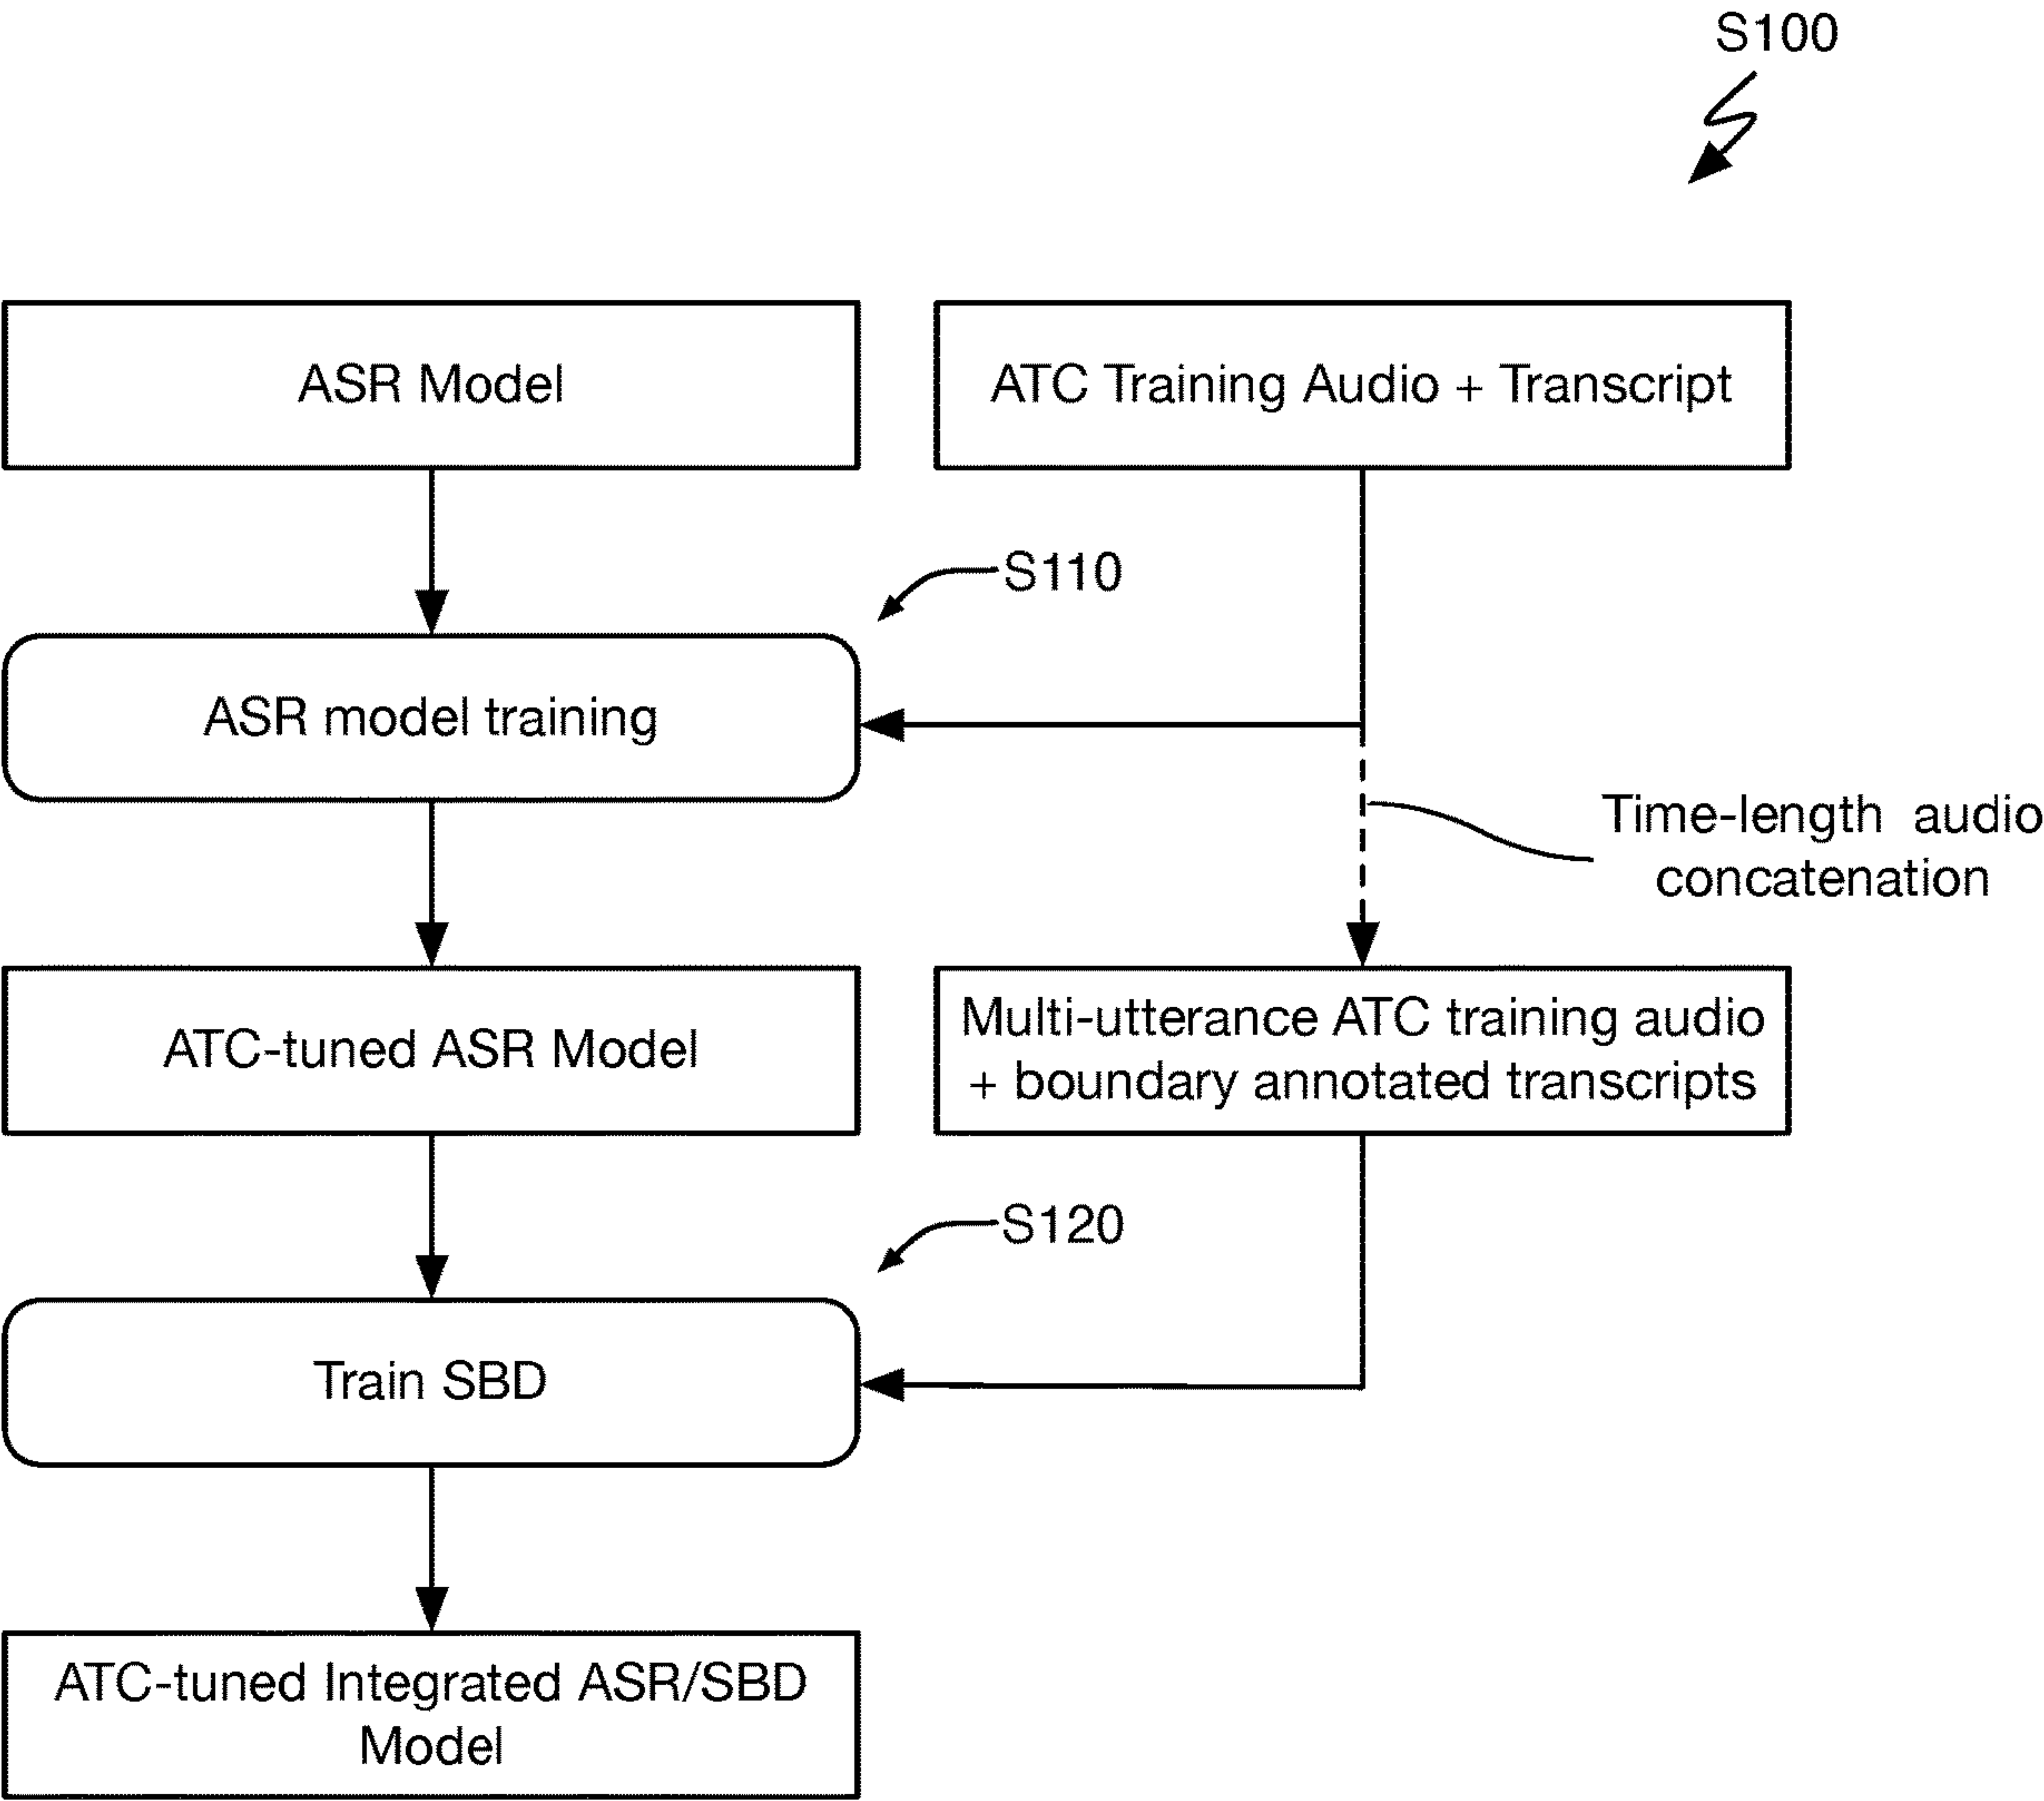 S100
ASR Model
ATC Training Audio + Transcript
S110
ASR model training
Time-length audio
concatenation
ATC-tuned ASR Model
Multi-utterance ATC training audio
+ boundary annotated transcripts
S120
Train SBD
ATC-tuned Integrated ASR/SBD
Model